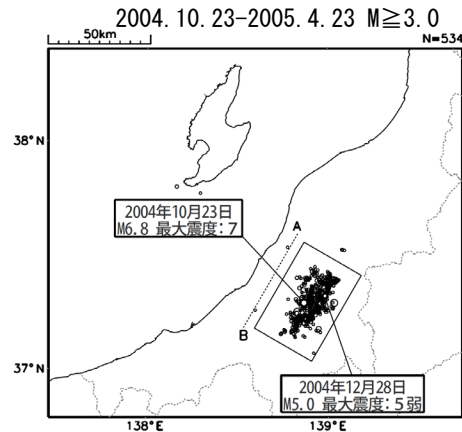 2004.10.23-2005.4.23 M≧3.0
50km
N=534
38°N
2004年10月23日
M6.8 最大震度:7
A
B
37°N
2004年12月28日
M5.0 最大震度:5弱
138°E
139°E